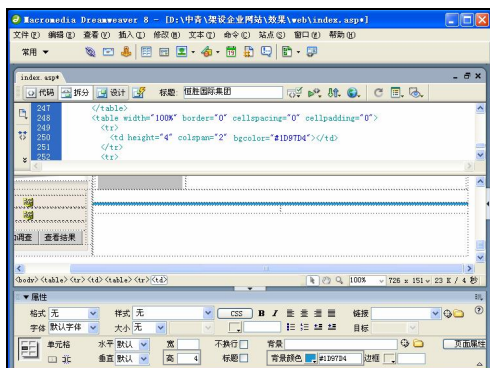 Macromedia Dreamweaver 8 - [D:\中青\架设企业网站\效果\web\index.asp*]
文件(F) 编辑(E) 查看(V) 插入(I) 修改(M) 文本(T) 命令(C) 站点(S) 窗口(W) 帮助(H)
常用
index.asp*
代码 拆分 设计 标题: 恒胜国际集团
247 </table>
248 <table width="100%" border="0" cellspacing="0" cellpadding="0">
249 <tr>
250 <td height="4" colspan="2" bgcolor="#1D97D4"></td>
251 </tr>
252 <tr>
调查 查看结果
<body> <table> <tr> <td> <table> <tr> <td> 100% 726 x 151 23 K / 4 秒
属性
格式 无 样式 无 CSS B I 链接
字体 默认字体 大小 无 目标
单元格 水平 默认 宽 不换行 背景 页面属性
垂直 默认 高 4 标题 背景颜色 #1D97D4 边框